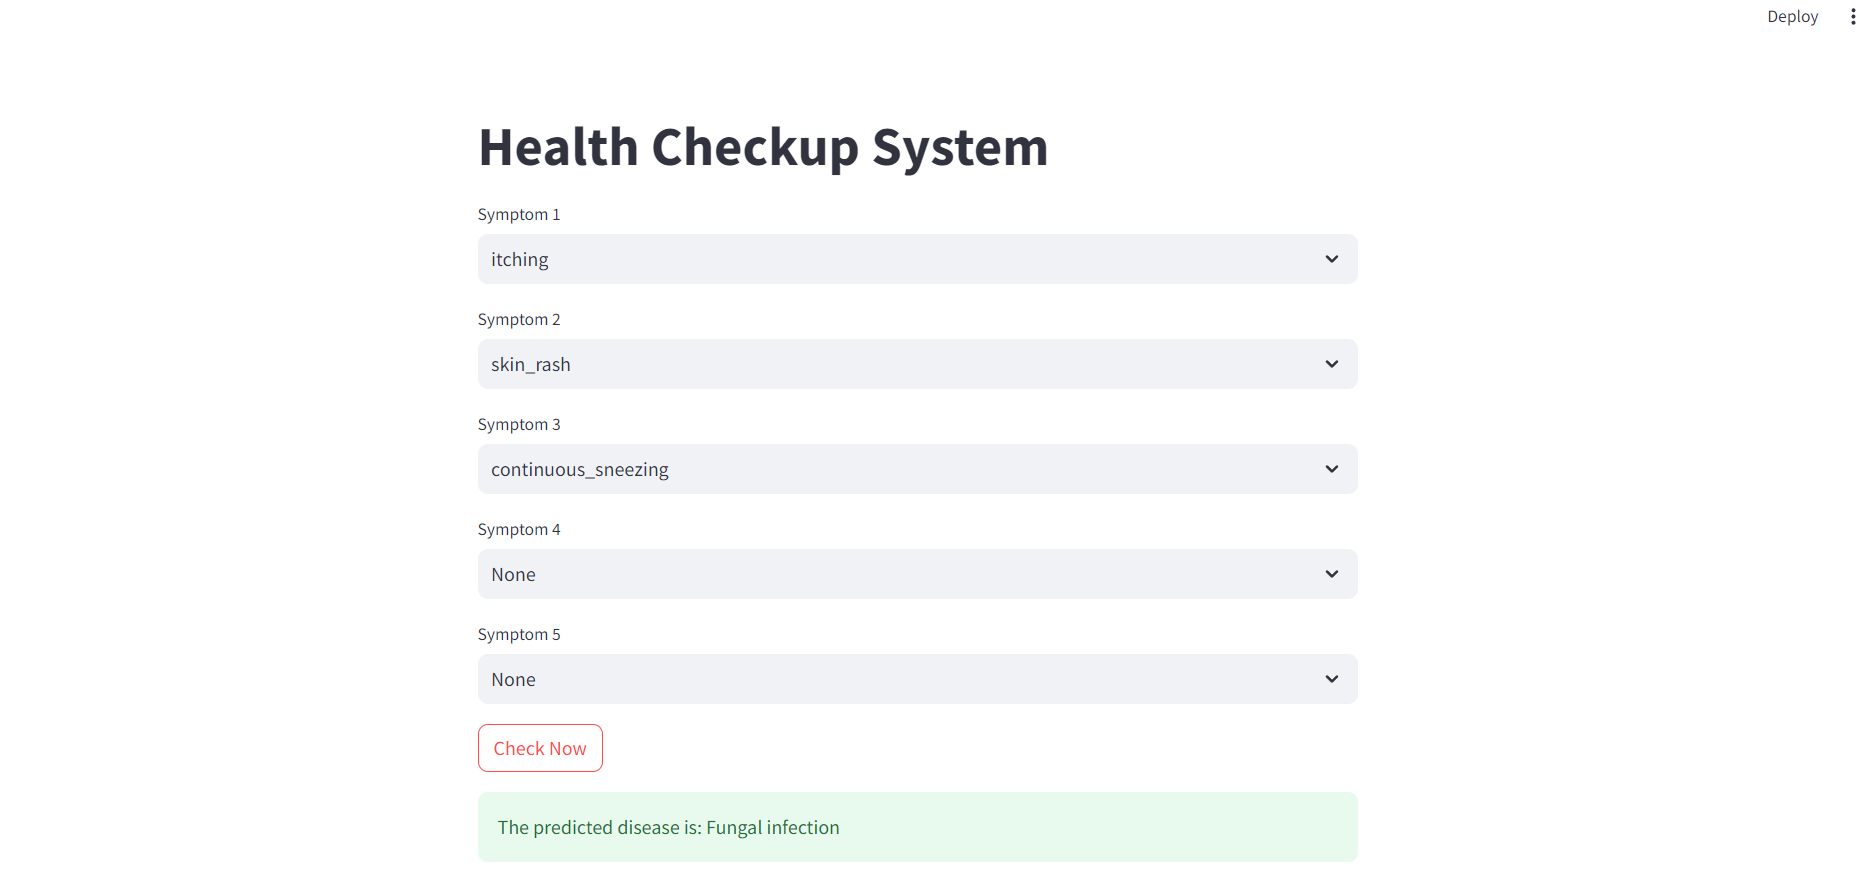 Deploy
Health Checkup System
Symptom 1
itching
Symptom 2
skin_rash
Symptom 3
continuous_sneezing
Symptom 4
None
Symptom 5
None
Check Now
The predicted disease is: Fungal infection